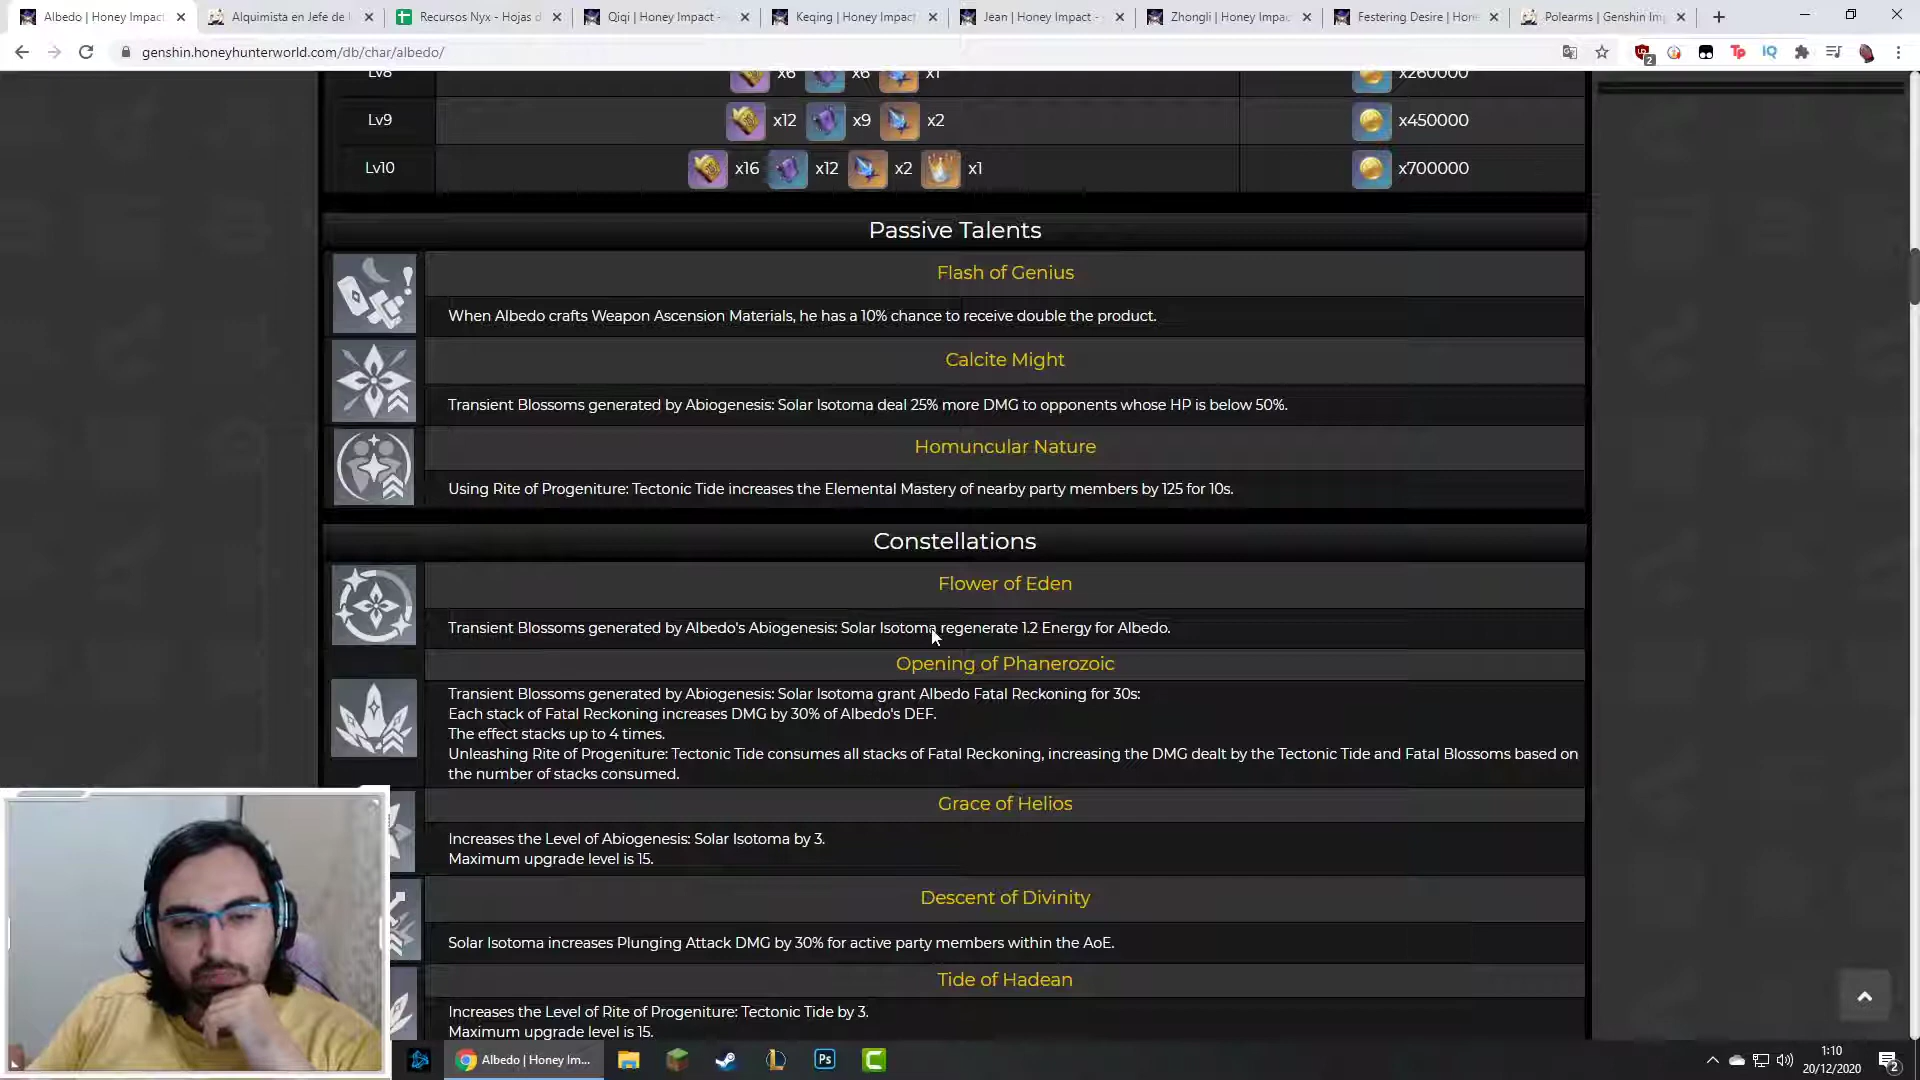 Albedo | Honey Impact
Alquimista en Jefe de
Recursos Nyx - Hojas d
Qiqi | Honey Impact -
Keqing | Honey Impact
Jean | Honey Impact -
Zhongli | Honey Impac
Festering Desire | Hon
Polearms | Genshin Im
genshin.honeyhunterworld.com/db/char/albedo/
2
Tp
IQ
Lv8 x6 x6 x1 x260000
Lv9 x12 x9 x2 x450000
Lv10 x16 x12 x2 x1 x700000
Passive Talents
Flash of Genius
When Albedo crafts Weapon Ascension Materials, he has a 10% chance to receive double the product.
Calcite Might
Transient Blossoms generated by Abiogenesis: Solar Isotoma deal 25% more DMG to opponents whose HP is below 50%.
Homuncular Nature
Using Rite of Progeniture: Tectonic Tide increases the Elemental Mastery of nearby party members by 125 for 10s.
Constellations
Flower of Eden
Transient Blossoms generated by Albedo's Abiogenesis: Solar Isotoma regenerate 1.2 Energy for Albedo.
Opening of Phanerozoic
Transient Blossoms generated by Abiogenesis: Solar Isotoma grant Albedo Fatal Reckoning for 30s:
Each stack of Fatal Reckoning increases DMG by 30% of Albedo's DEF.
The effect stacks up to 4 times.
Unleashing Rite of Progeniture: Tectonic Tide consumes all stacks of Fatal Reckoning, increasing the DMG dealt by the Tectonic Tide and Fatal Blossoms based on
the number of stacks consumed.
Grace of Helios
Increases the Level of Abiogenesis: Solar Isotoma by 3.
Maximum upgrade level is 15.
Descent of Divinity
Solar Isotoma increases Plunging Attack DMG by 30% for active party members within the AoE.
Tide of Hadean
Increases the Level of Rite of Progeniture: Tectonic Tide by 3.
Maximum upgrade level is 15.
Albedo | Honey Im...
Ps
1:10
20/12/2020
2